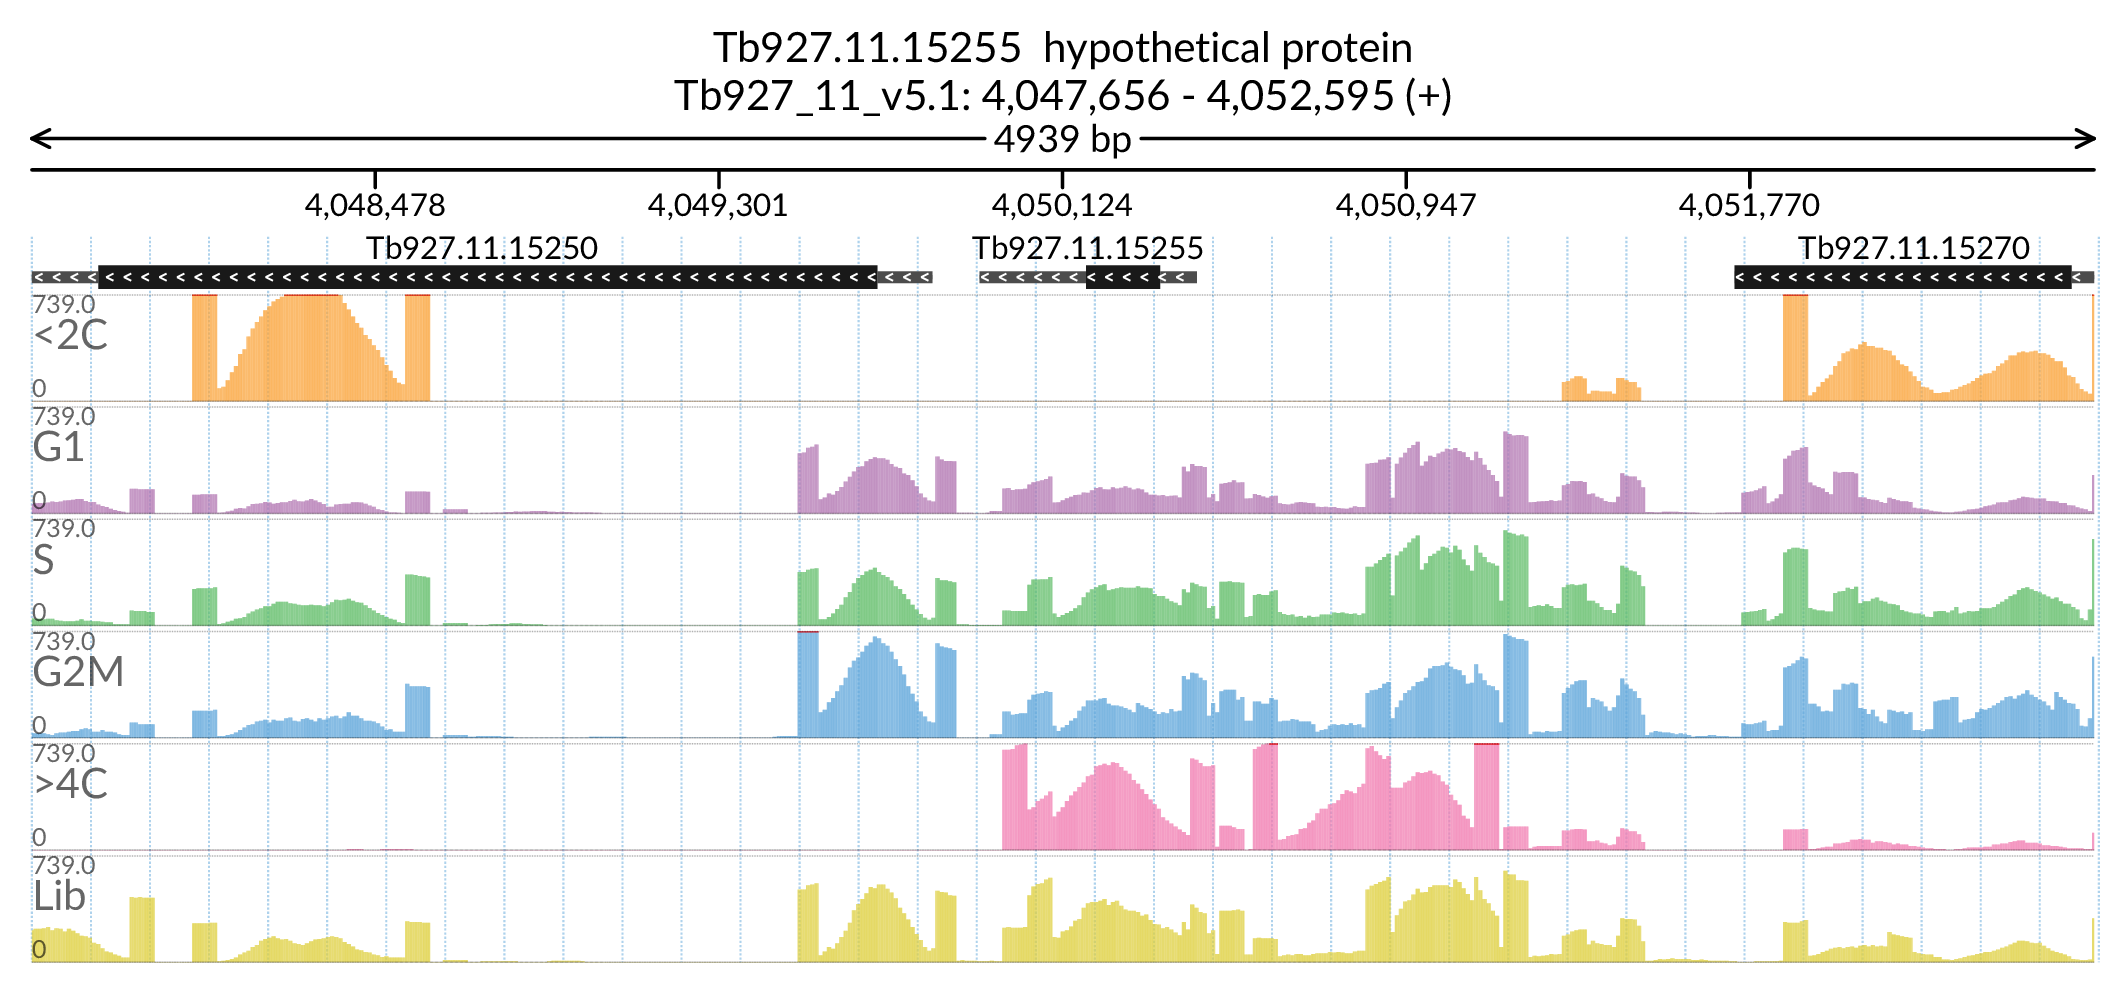 Tb927.11.15255  hypothetical protein
Tb927_11_v5.1: 4,047,656 - 4,052,595 (+)
4939 bp
4,048,478 4,049,301 4,050,124 4,050,947 4,051,770
Tb927.11.15250 Tb927.11.15255 Tb927.11.15270
739.0
<2C
0
739.0
G1
0
739.0
S
0
739.0
G2M
0
739.0
>4C
0
739.0
Lib
0